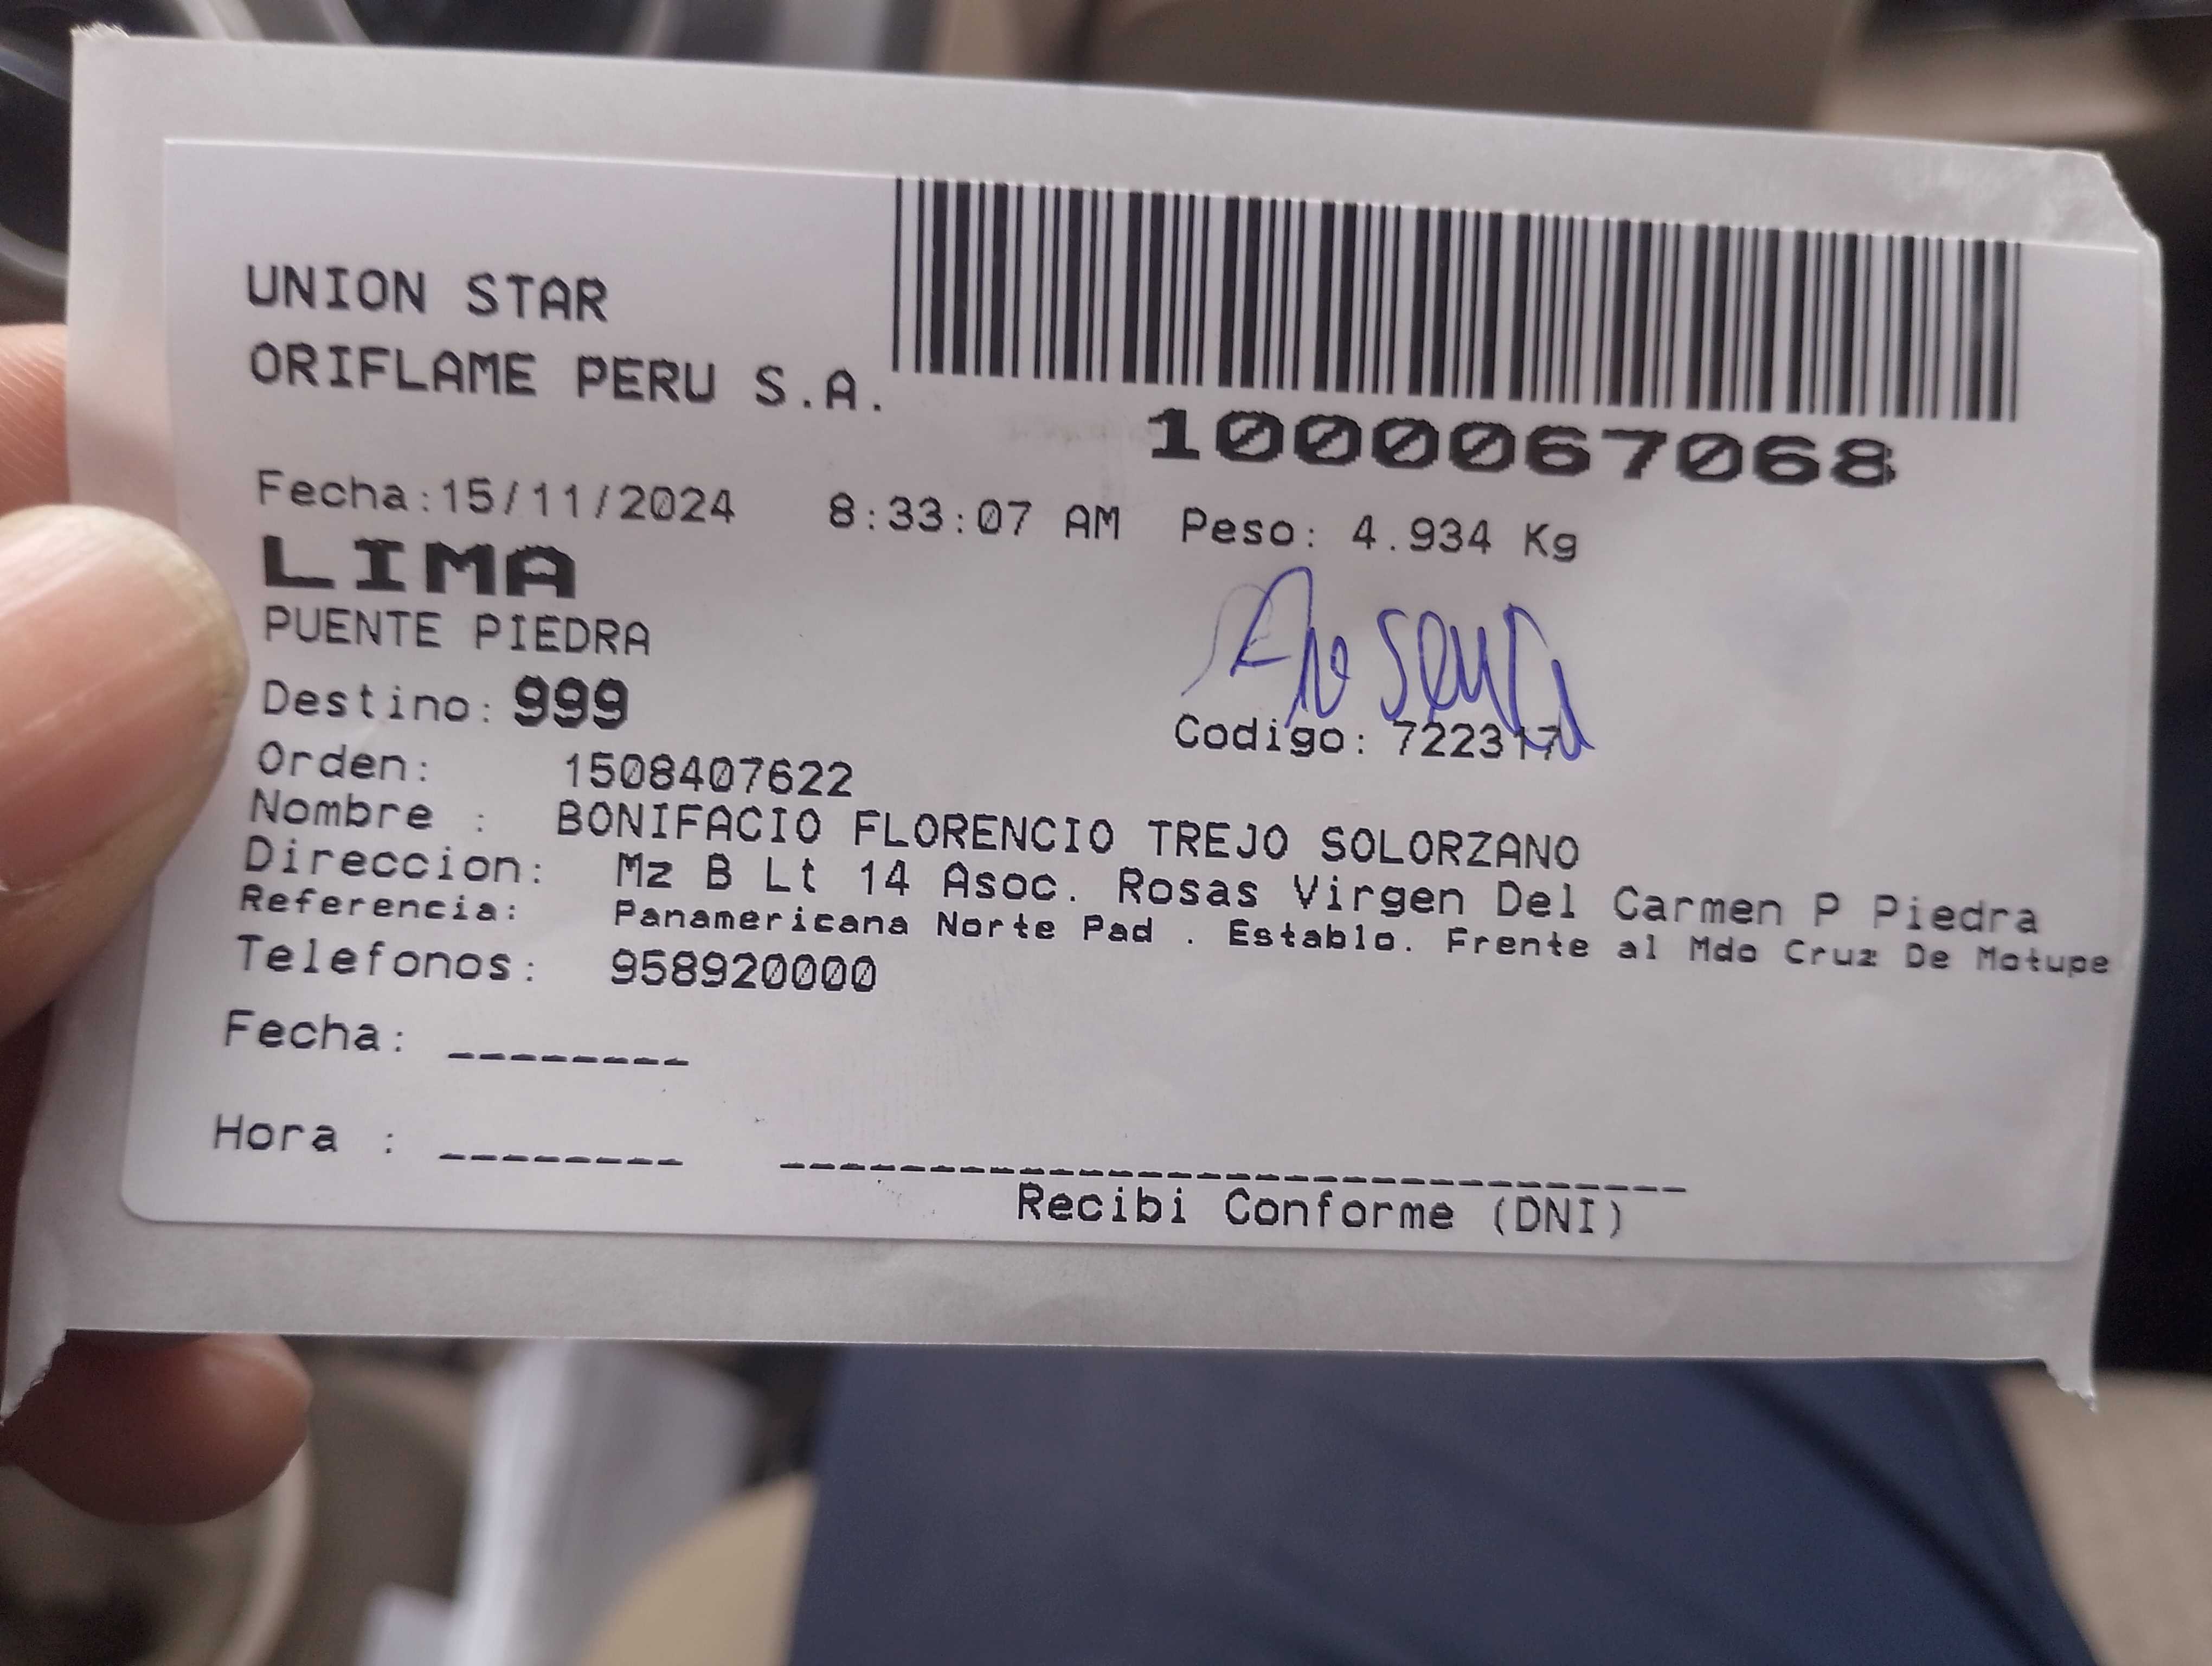 UNION STAR
ORIFLAME PERU S.A.
1000067068
Fecha:15/11/2024 8:33:07 AM Peso: 4.934 Kg
LIMA
PUENTE PIEDRA
Destino: 999
Codigo: 722317
Orden: 1508407622
Nombre : BONIFACIO FLORENCIO TREJO SOLORZANO
Direccion: Mz B Lt 14 Asoc. Rosas Virgen Del Carmen P Piedra
Referencia: Panamericana Norte Pad . Establo. Frente al Mdo Cruz De Motupe
Telefonos: 958920000
Fecha: ________
Hora : ________
Recibi Conforme (DNI)